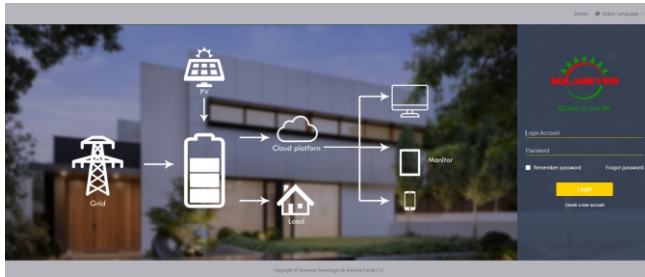 Demo Select Language
SOLAREVER
Quality in our life
PV
Cloud platform
Monitor
Grid
Load
Login Account
Password
Remember password Forgot password
Login
Create a new account
Copyright © Solarever Tecnologia de America S.A de C.V.